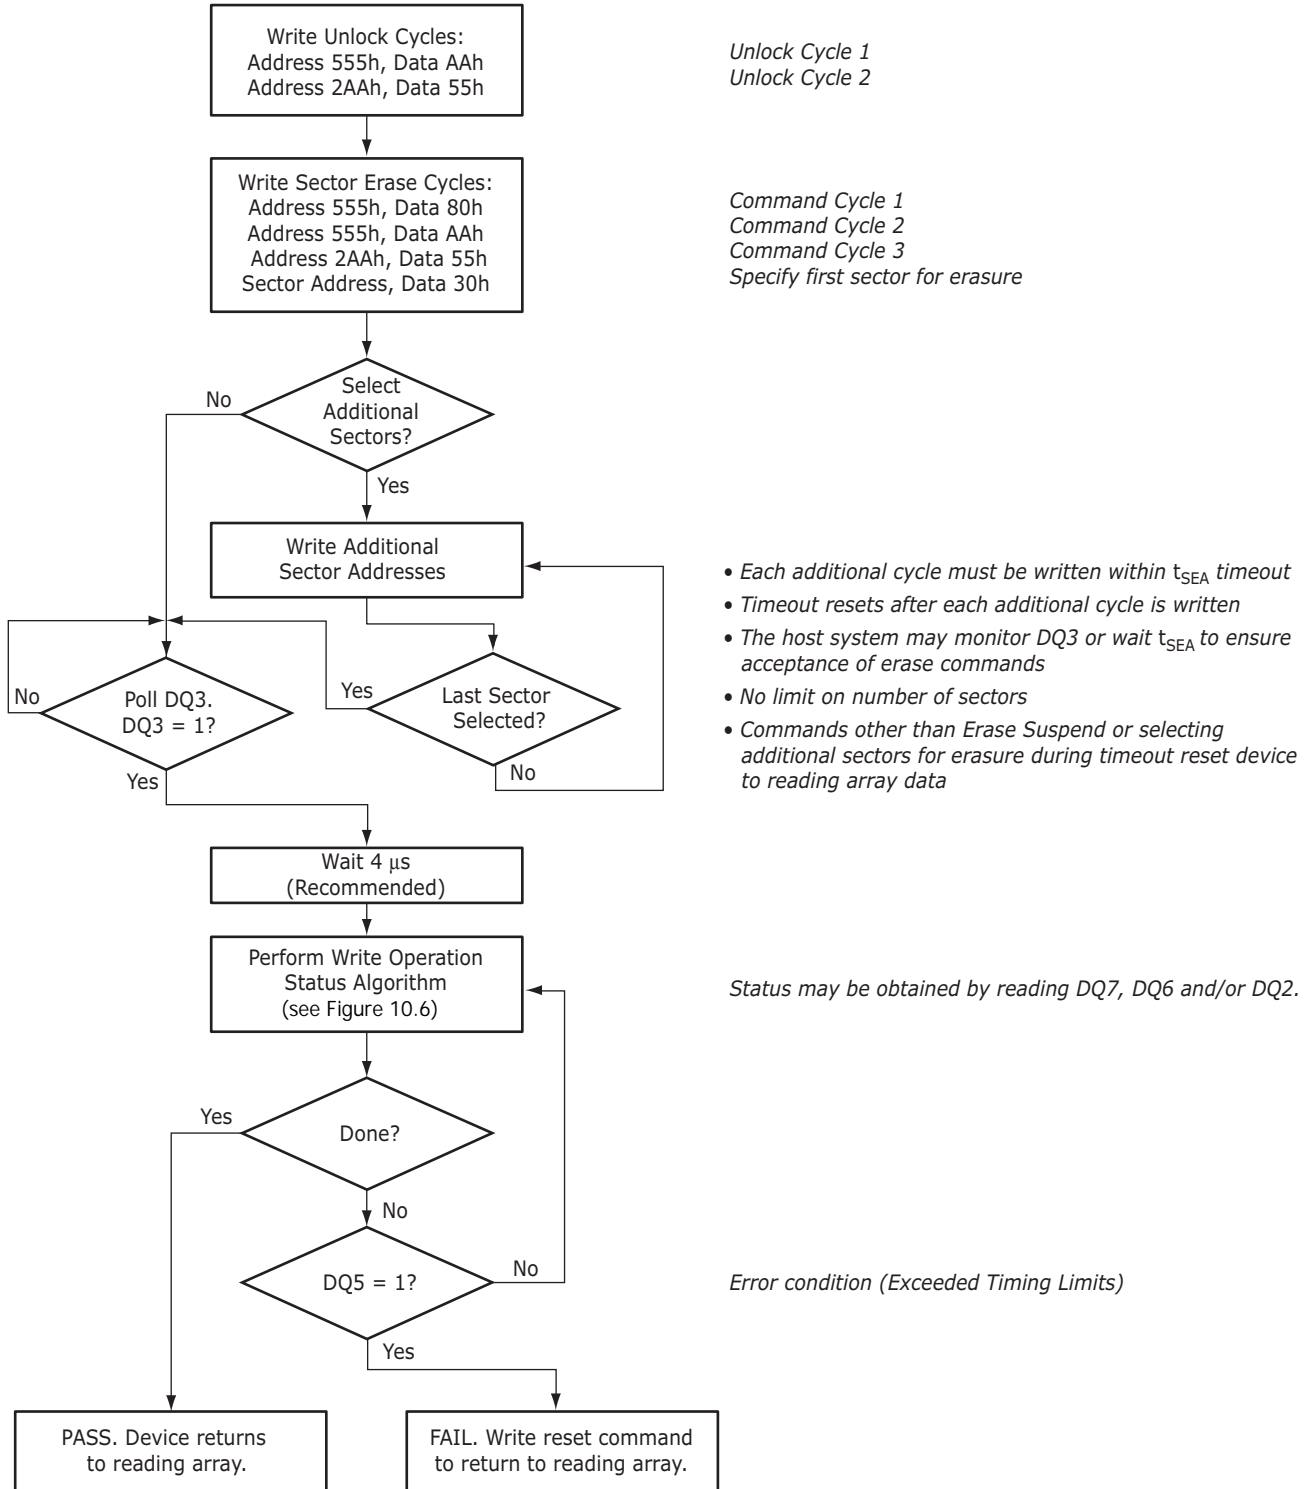 Write Unlock Cycles:
Address 555h, Data AAh
Address 2AAh, Data 55h
Unlock Cycle 1
Unlock Cycle 2
Write Sector Erase Cycles:
Address 555h, Data 80h
Address 555h, Data AAh
Address 2AAh, Data 55h
Sector Address, Data 30h
Command Cycle 1
Command Cycle 2
Command Cycle 3
Specify first sector for erasure
Select
Additional
Sectors?
No
Yes
Write Additional
Sector Addresses
• Each additional cycle must be written within tSEA timeout
• Timeout resets after each additional cycle is written
• The host system may monitor DQ3 or wait tSEA to ensure
acceptance of erase commands
• No limit on number of sectors
• Commands other than Erase Suspend or selecting
additional sectors for erasure during timeout reset device
to reading array data
No
Poll DQ3.
DQ3 = 1?
Yes
Yes
Last Sector
Selected?
No
Wait 4 μs
(Recommended)
Perform Write Operation
Status Algorithm
(see Figure 10.6)
Status may be obtained by reading DQ7, DQ6 and/or DQ2.
Yes
Done?
No
DQ5 = 1?
No
Error condition (Exceeded Timing Limits)
Yes
PASS. Device returns
to reading array.
FAIL. Write reset command
to return to reading array.